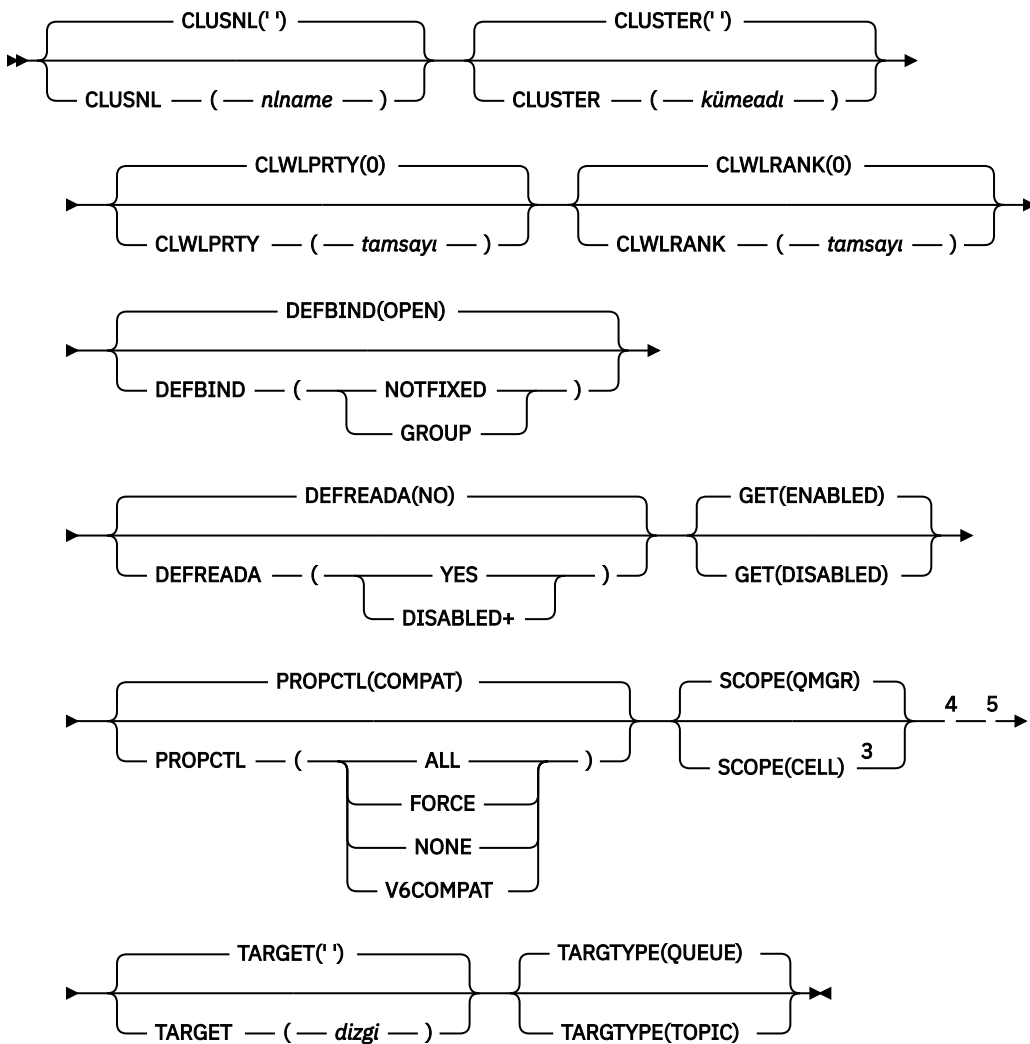 CLUSNL(' ') CLUSTER(' ')
CLUSNL ( nlname ) CLUSTER ( kümeadı )
CLWLPRTY(0) CLWLRANK(0)
CLWLPRTY ( tamsayı ) CLWLRANK ( tamsayı )
DEFBIND(OPEN)
DEFBIND ( NOTFIXED )
GROUP
DEFREADA(NO) GET(ENABLED)
DEFREADA ( YES ) GET(DISABLED)
DISABLED+
PROPCTL(COMPAT) SCOPE(QMGR) 4 5
PROPCTL ( ALL ) SCOPE(CELL) 3
FORCE
NONE
V6COMPAT
TARGET(' ') TARGTYPE(QUEUE)
TARGET ( dizgi ) TARGTYPE(TOPIC)